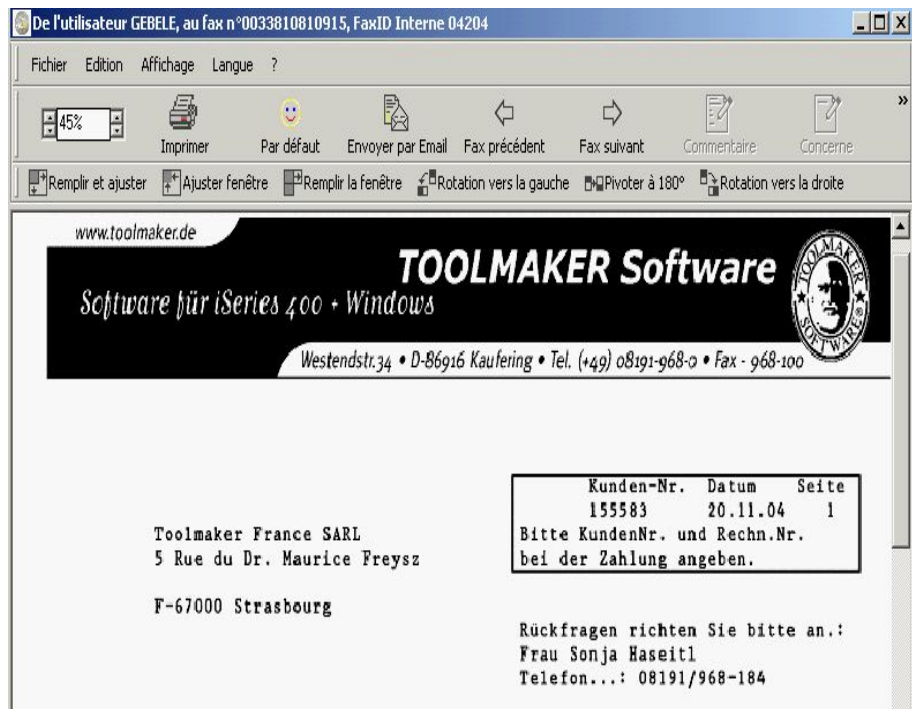 De l'utilisateur GEBELE, au fax n°0033810810915, FaxID Interne 04204
Fichier Edition Affichage Langue ?
45% Imprimer Par défaut Envoyer par Email Fax précédent Fax suivant Commentaire Concerne »
Remplir et ajuster Ajuster fenêtre Remplir la fenêtre Rotation vers la gauche Pivoter à 180° Rotation vers la droite
www.toolmaker.de
TOOLMAKER Software
Software für iSeries 400 + Windows
TOOLMAKER SOFTWARE ®
Westendstr.34 • D-86916 Kaufering • Tel. (+49) 08191-968-0 • Fax - 968-100
Kunden-Nr. Datum Seite
155583 20.11.04 1
Bitte KundenNr. und Rechn.Nr.
bei der Zahlung angeben.
Toolmaker France SARL
5 Rue du Dr. Maurice Freysz
F-67000 Strasbourg
Rückfragen richten Sie bitte an.:
Frau Sonja Haseitl
Telefon...: 08191/968-184